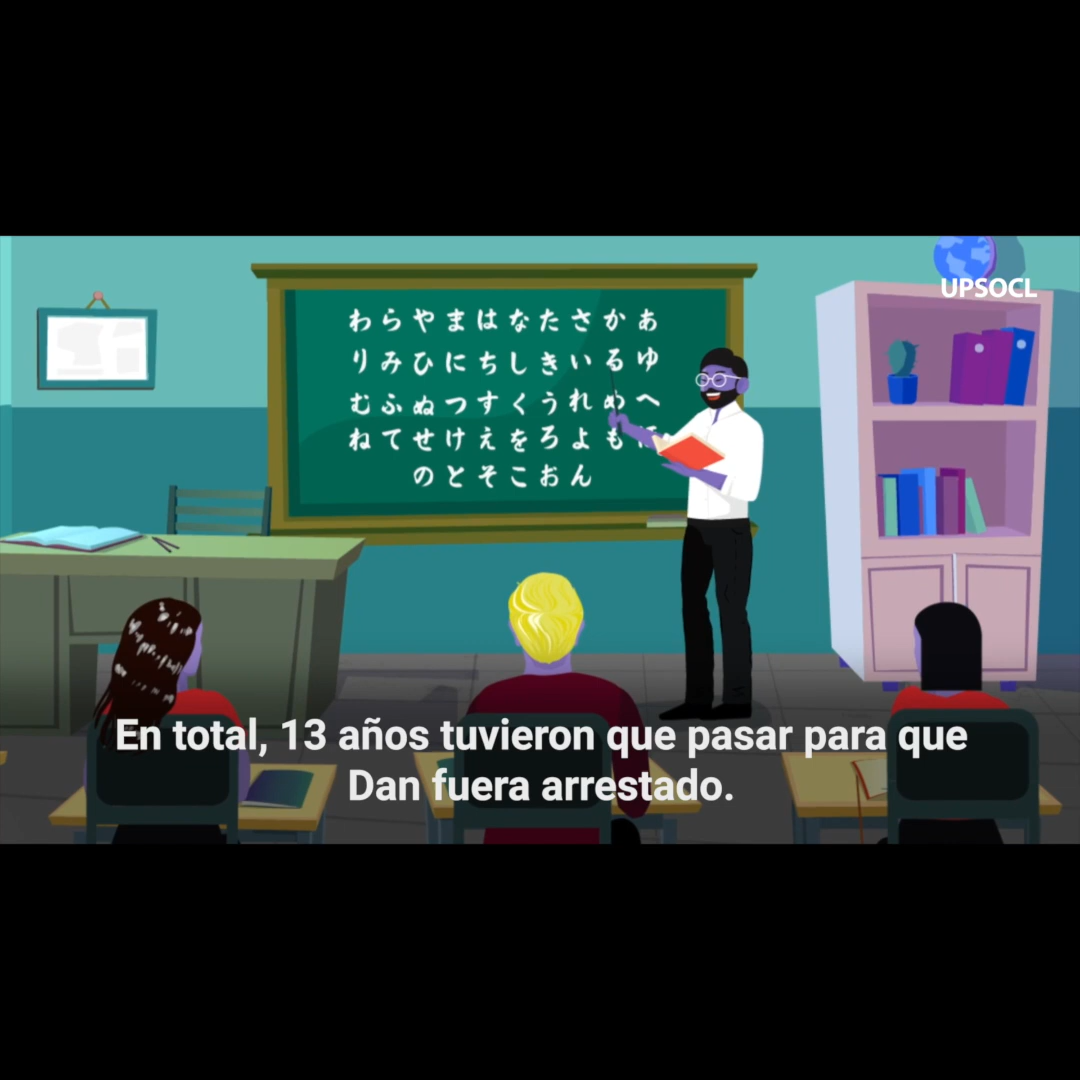 UPSOCL
わらやまはなたさかあ
りみひにちしきいるゆ
むふぬつすくうれめへ
ねてせけえをろよも
のとそこおん
En total, 13 años tuvieron que pasar para que
Dan fuera arrestado.